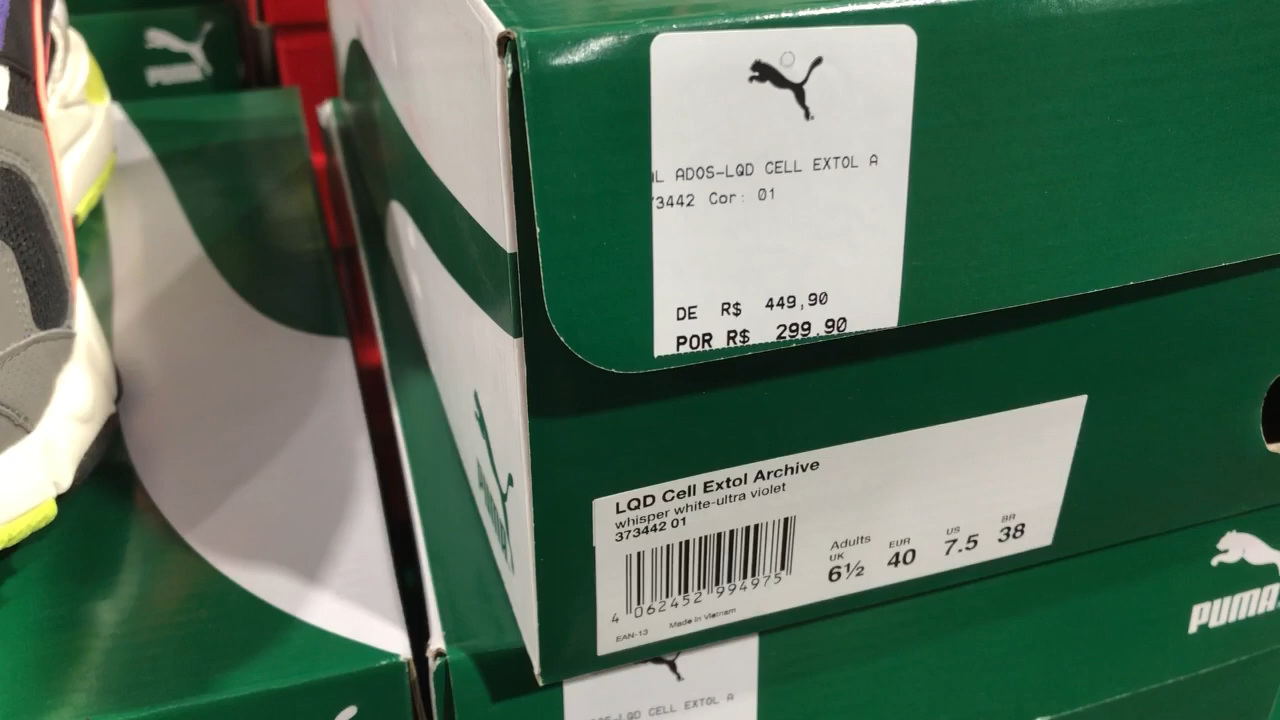 PUMA
L ADOS-LQD CELL EXTOL A
3442 Cor: 01
DE R$ 449,90
POR R$ 299,90
LQD Cell Extol Archive
whisper white-ultra violet
373442 01
Adults
UK EUR US BR
6½ 40 7.5 38
4 062452 994975
EAN-13 Made in Vietnam
PUMA
PUMA
LQD CELL EXTOL A